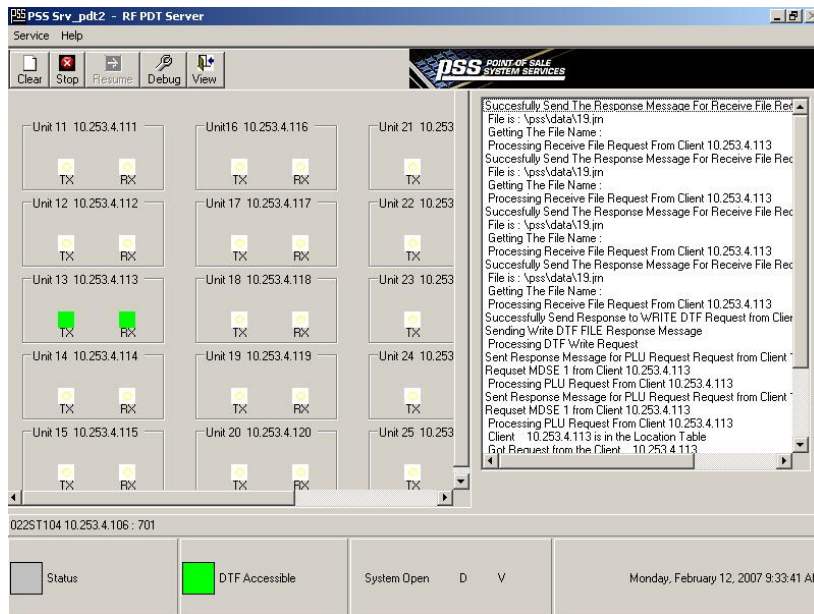 PSS Srv_pdt2 - RF PDT Server
Service Help
Clear Stop Resume Debug View
PSS POINT OF SALE
SYSTEM SERVICES
Unit 11 10.253.4.111
TX RX
Unit16 10.253.4.116
TX RX
Unit 21 10.253
TX
Unit 12 10.253.4.112
TX RX
Unit 17 10.253.4.117
TX RX
Unit 22 10.253
TX
Unit 13 10.253.4.113
TX RX
Unit 18 10.253.4.118
TX RX
Unit 23 10.253
TX
Unit 14 10.253.4.114
TX RX
Unit 19 10.253.4.119
TX RX
Unit 24 10.253
TX
Unit 15 10.253.4.115
TX RX
Unit 20 10.253.4.120
TX RX
Unit 25 10.253
TX
Succesfully Send The Response Message For Receive File Rec
File is : \pss\data\19.jrn
Getting The File Name :
Processing Receive File Request From Client 10.253.4.113
Succesfully Send The Response Message For Receive File Rec
File is : \pss\data\19.jrn
Getting The File Name :
Processing Receive File Request From Client 10.253.4.113
Succesfully Send The Response Message For Receive File Rec
File is : \pss\data\19.jrn
Getting The File Name :
Processing Receive File Request From Client 10.253.4.113
Succesfully Send The Response Message For Receive File Rec
File is : \pss\data\19.jrn
Getting The File Name :
Processing Receive File Request From Client 10.253.4.113
Successfully Send Response to WRITE DTF Request from Clier
Sending Write DTF FILE Response Message
Processing DTF Write Request
Sent Response Message for PLU Request Request from Client
Requset MDSE 1 from Client 10.253.4.113
Processing PLU Request From Client 10.253.4.113
Sent Response Message for PLU Request Request from Client
Requset MDSE 1 from Client 10.253.4.113
Processing PLU Request From Client 10.253.4.113
Client 10.253.4.113 is in the Location Table
Got Request from the Client 10.253.4.113
022ST104 10.253.4.106 : 701
Status
DTF Accessible
System Open D V
Monday, February 12, 2007 9:33:41 AM